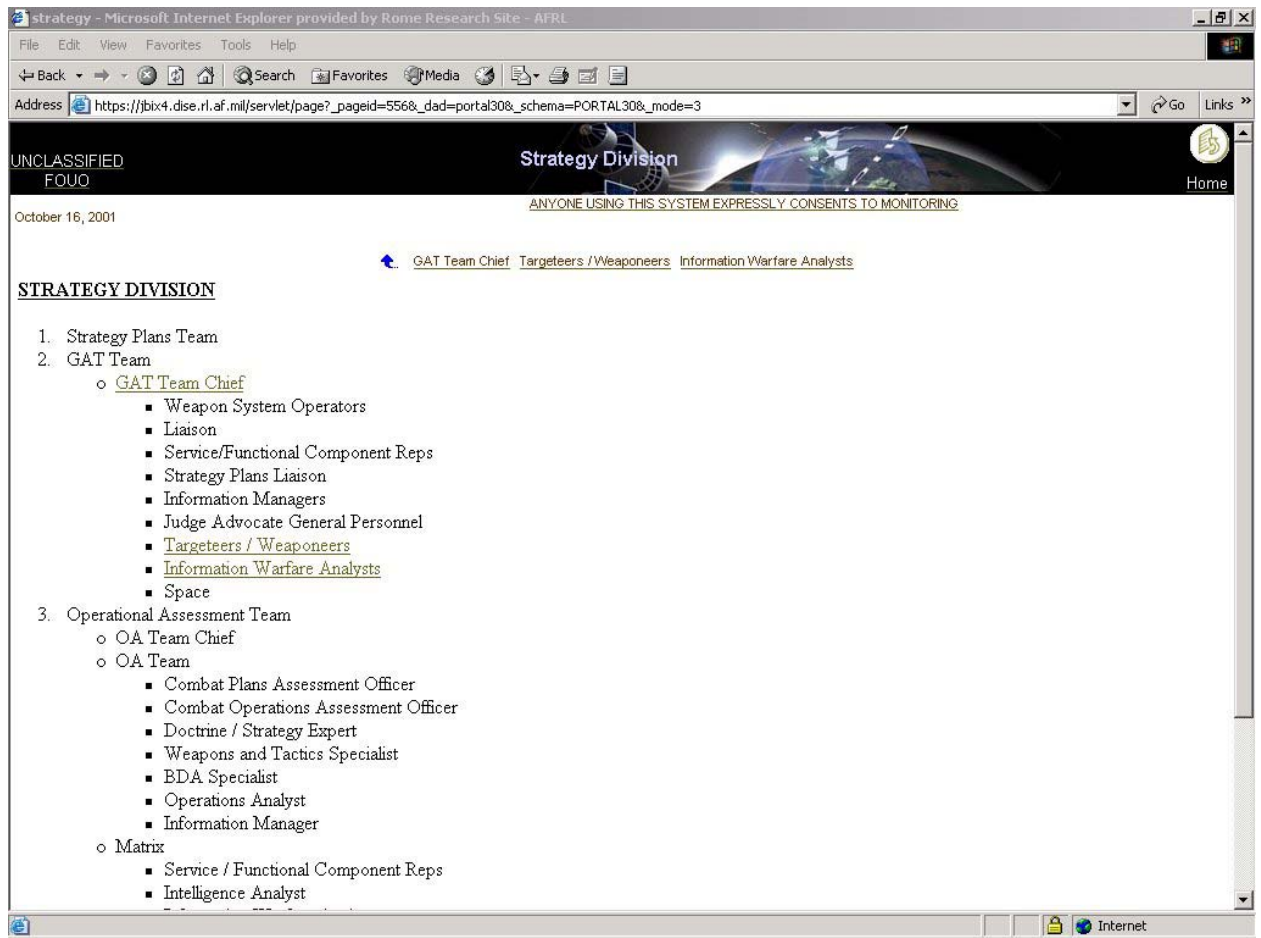 strategy - Microsoft Internet Explorer provided by Rome Research Site - AFRL
File Edit View Favorites Tools Help
Back Search Favorites Media
Address https://jbix4.dise.rl.af.mil/servlet/page?_pageid=556&_dad=portal30&_schema=PORTAL30&_mode=3 Go Links »
UNCLASSIFIED
FOUO
Strategy Division
Home
ANYONE USING THIS SYSTEM EXPRESSLY CONSENTS TO MONITORING
October 16, 2001
GAT Team Chief Targeteers / Weaponeers Information Warfare Analysts
STRATEGY DIVISION
1. Strategy Plans Team
2. GAT Team
o GAT Team Chief
▪ Weapon System Operators
▪ Liaison
▪ Service/Functional Component Reps
▪ Strategy Plans Liaison
▪ Information Managers
▪ Judge Advocate General Personnel
▪ Targeteers / Weaponeers
▪ Information Warfare Analysts
▪ Space
3. Operational Assessment Team
o OA Team Chief
o OA Team
▪ Combat Plans Assessment Officer
▪ Combat Operations Assessment Officer
▪ Doctrine / Strategy Expert
▪ Weapons and Tactics Specialist
▪ BDA Specialist
▪ Operations Analyst
▪ Information Manager
o Matrix
▪ Service / Functional Component Reps
▪ Intelligence Analyst
Internet